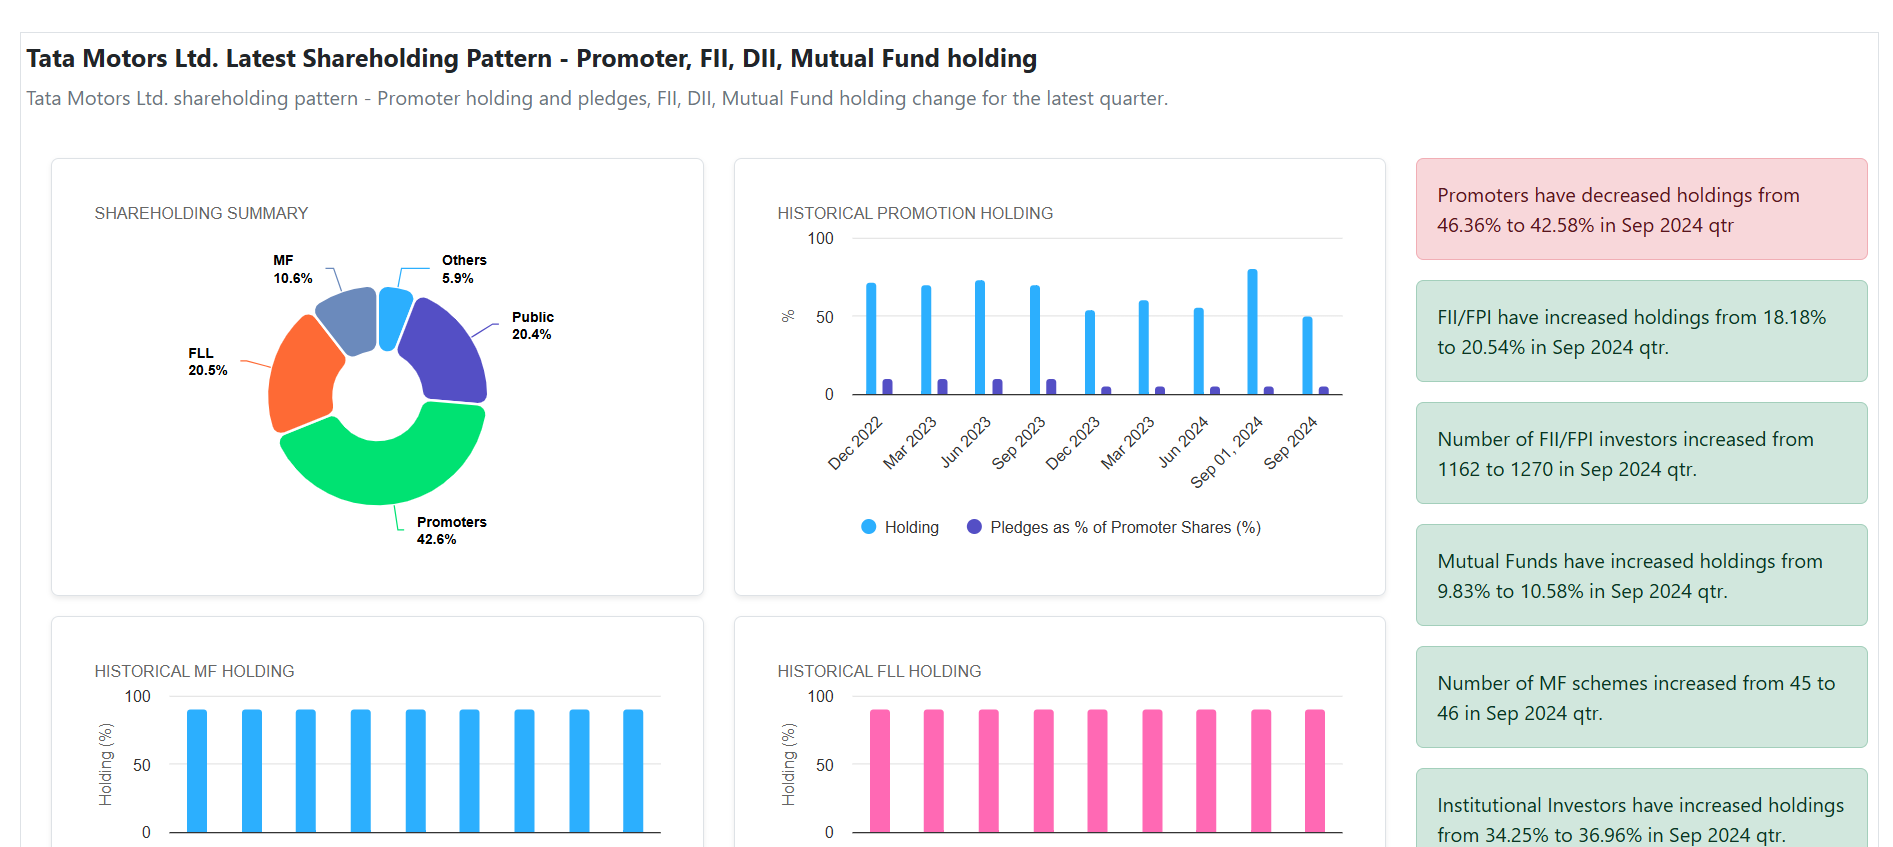 Tata Motors Ltd. Latest Shareholding Pattern - Promoter, FII, DII, Mutual Fund holding
Tata Motors Ltd. shareholding pattern - Promoter holding and pledges, FII, DII, Mutual Fund holding change for the latest quarter.
SHAREHOLDING SUMMARY
MF
10.6%
Others
5.9%
Public
20.4%
FLL
20.5%
Promoters
42.6%
HISTORICAL PROMOTION HOLDING
100
50
0
%
Dec 2022
Mar 2023
Jun 2023
Sep 2023
Dec 2023
Mar 2023
Jun 2024
Sep 01, 2024
Sep 2024
Holding
Pledges as % of Promoter Shares (%)
HISTORICAL MF HOLDING
100
50
0
Holding (%)
HISTORICAL FLL HOLDING
100
50
0
Holding (%)
Promoters have decreased holdings from
46.36% to 42.58% in Sep 2024 qtr
FII/FPI have increased holdings from 18.18%
to 20.54% in Sep 2024 qtr.
Number of FII/FPI investors increased from
1162 to 1270 in Sep 2024 qtr.
Mutual Funds have increased holdings from
9.83% to 10.58% in Sep 2024 qtr.
Number of MF schemes increased from 45 to
46 in Sep 2024 qtr.
Institutional Investors have increased holdings
from 34.25% to 36.96% in Sep 2024 qtr.